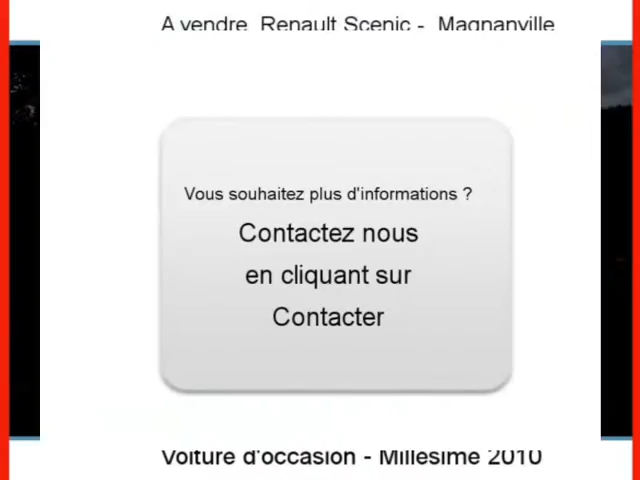 A vendre Renault Scenic - Magnanville
Vous souhaitez plus d'informations ?
Contactez nous
en cliquant sur
Contacter
Voiture d'occasion - Millesime 2010